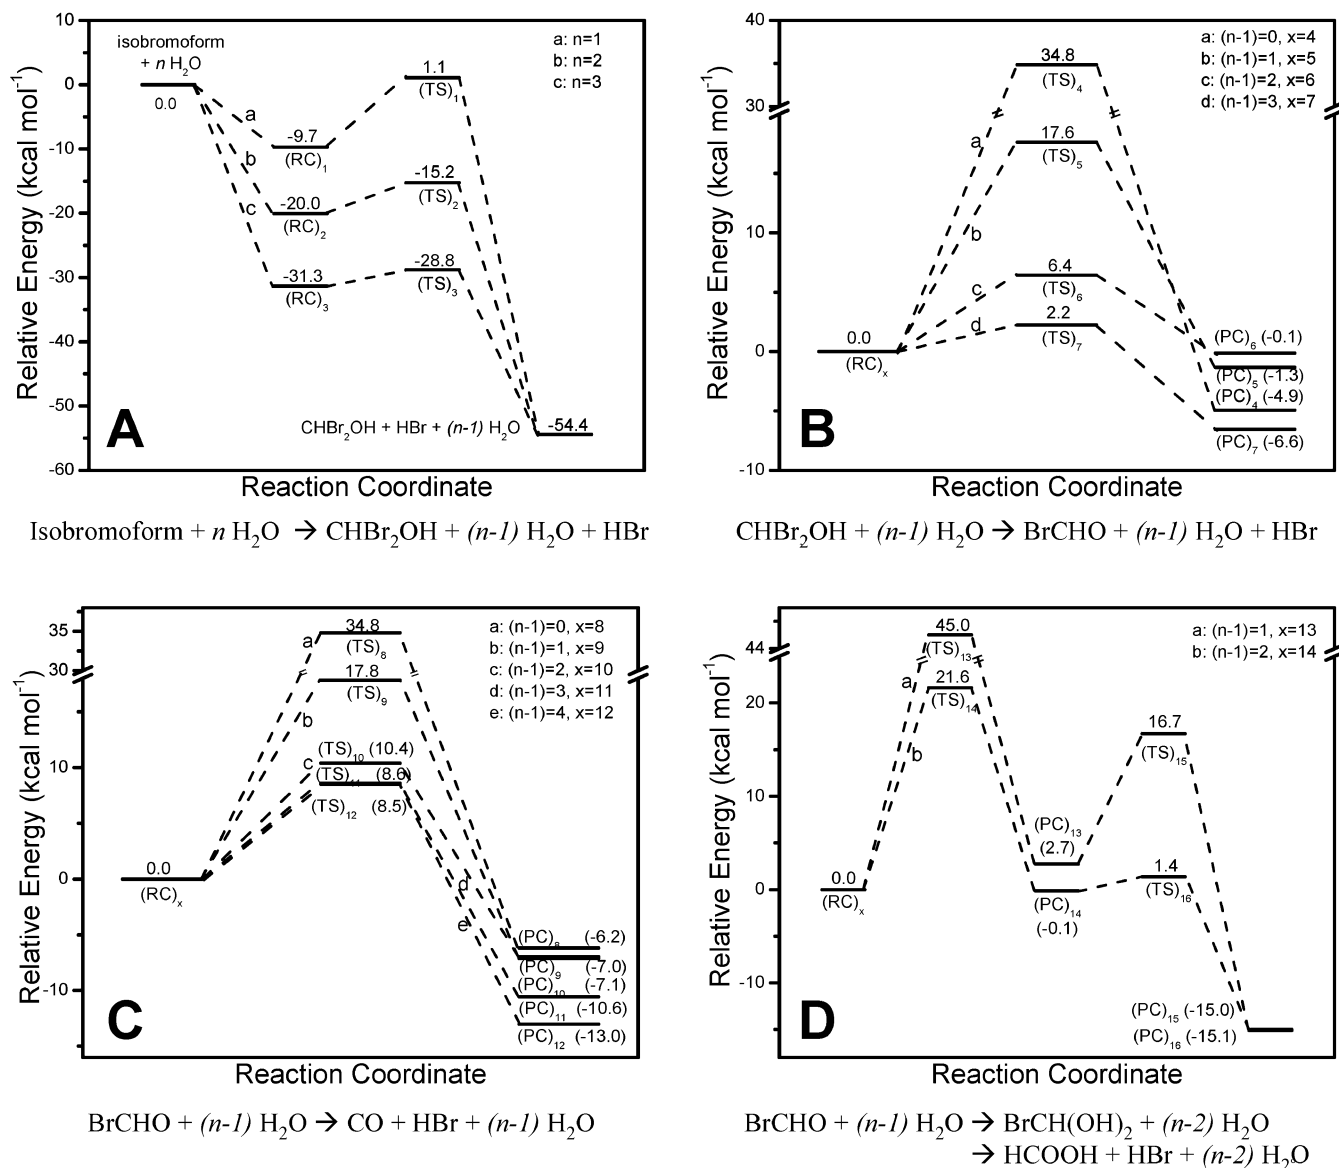 10
0
-10
-20
-30
-40
-50
-60
Relative Energy (kcal mol⁻¹)
isobromoform
+ n H₂O
0.0
a: n=1
b: n=2
c: n=3
a
b
c
-9.7
(RC)₁
-20.0
(RC)₂
-31.3
(RC)₃
1.1
(TS)₁
-15.2
(TS)₂
-28.8
(TS)₃
CHBr₂OH + HBr + (n-1) H₂O
-54.4
A
Reaction Coordinate
Isobromoform + n H₂O → CHBr₂OH + (n-1) H₂O + HBr
40
30
10
0
-10
Relative Energy (kcal mol⁻¹)
a: (n-1)=0, x=4
b: (n-1)=1, x=5
c: (n-1)=2, x=6
d: (n-1)=3, x=7
34.8
(TS)₄
17.6
(TS)₅
6.4
(TS)₆
2.2
(TS)₇
a
b
c
d
0.0
(RC)ₓ
(PC)₆ (-0.1)
(PC)₅ (-1.3)
(PC)₄ (-4.9)
(PC)₇ (-6.6)
B
Reaction Coordinate
CHBr₂OH + (n-1) H₂O → BrCHO + (n-1) H₂O + HBr
35
30
10
0
-10
Relative Energy (kcal mol⁻¹)
a: (n-1)=0, x=8
b: (n-1)=1, x=9
c: (n-1)=2, x=10
d: (n-1)=3, x=11
e: (n-1)=4, x=12
34.8
(TS)₈
17.8
(TS)₉
(TS)₁₀ (10.4)
(TS)₁₁ (8.6)
(TS)₁₂ (8.5)
a
b
c
d
e
0.0
(RC)ₓ
(PC)₈ (-6.2)
(PC)₉ (-7.0)
(PC)₁₀ (-7.1)
(PC)₁₁ (-10.6)
(PC)₁₂ (-13.0)
C
Reaction Coordinate
BrCHO + (n-1) H₂O → CO + HBr + (n-1) H₂O
44
20
10
0
-10
Relative Energy (kcal mol⁻¹)
a: (n-1)=1, x=13
b: (n-1)=2, x=14
45.0
(TS)₁₃
21.6
(TS)₁₄
a
b
0.0
(RC)ₓ
(PC)₁₃
(2.7)
(PC)₁₄
(-0.1)
16.7
(TS)₁₅
1.4
(TS)₁₆
(PC)₁₅ (-15.0)
(PC)₁₆ (-15.1)
D
Reaction Coordinate
BrCHO + (n-1) H₂O → BrCH(OH)₂ + (n-2) H₂O
→ HCOOH + HBr + (n-2) H₂O